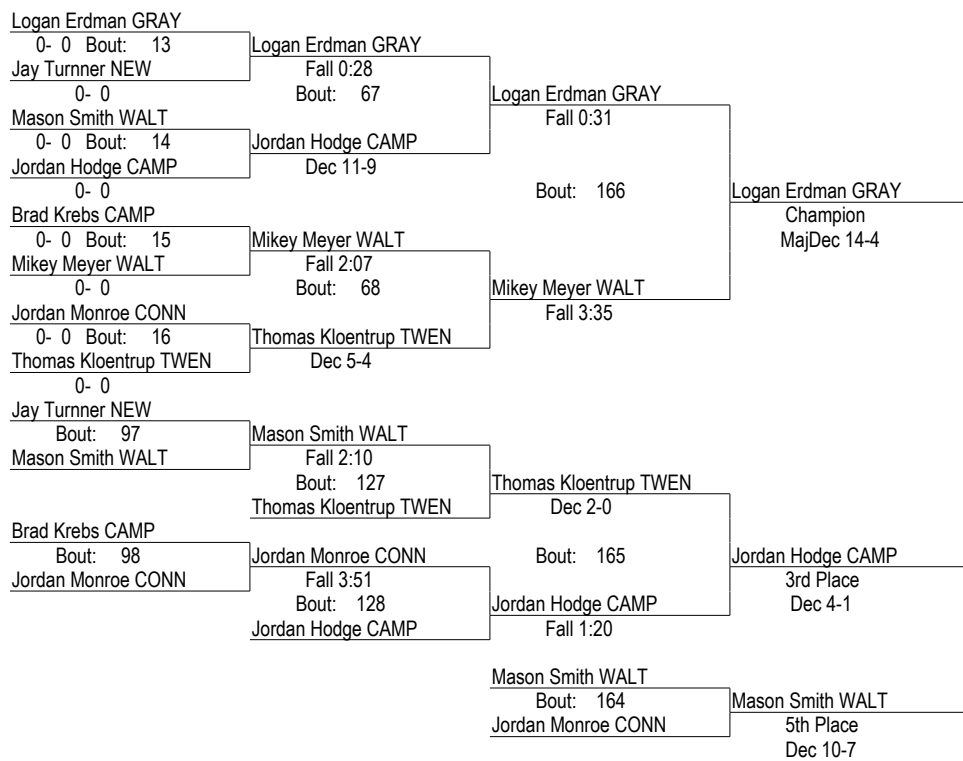 Logan Erdman GRAY
0- 0 Bout: 13
Jay Turnner NEW
0- 0
Mason Smith WALT
0- 0 Bout: 14
Jordan Hodge CAMP
0- 0
Brad Krebs CAMP
0- 0 Bout: 15
Mikey Meyer WALT
0- 0
Jordan Monroe CONN
0- 0 Bout: 16
Thomas Kloentrup TWEN
0- 0
Logan Erdman GRAY
Fall 0:28
Bout: 67
Jordan Hodge CAMP
Dec 11-9
Mikey Meyer WALT
Fall 2:07
Bout: 68
Thomas Kloentrup TWEN
Dec 5-4
Logan Erdman GRAY
Fall 0:31
Bout: 166
Mikey Meyer WALT
Fall 3:35
Logan Erdman GRAY
Champion
MajDec 14-4
Jay Turnner NEW
Bout: 97
Mason Smith WALT
Brad Krebs CAMP
Bout: 98
Jordan Monroe CONN
Mason Smith WALT
Fall 2:10
Bout: 127
Thomas Kloentrup TWEN
Jordan Monroe CONN
Fall 3:51
Bout: 128
Jordan Hodge CAMP
Thomas Kloentrup TWEN
Dec 2-0
Bout: 165
Jordan Hodge CAMP
Fall 1:20
Jordan Hodge CAMP
3rd Place
Dec 4-1
Mason Smith WALT
Bout: 164
Jordan Monroe CONN
Mason Smith WALT
5th Place
Dec 10-7